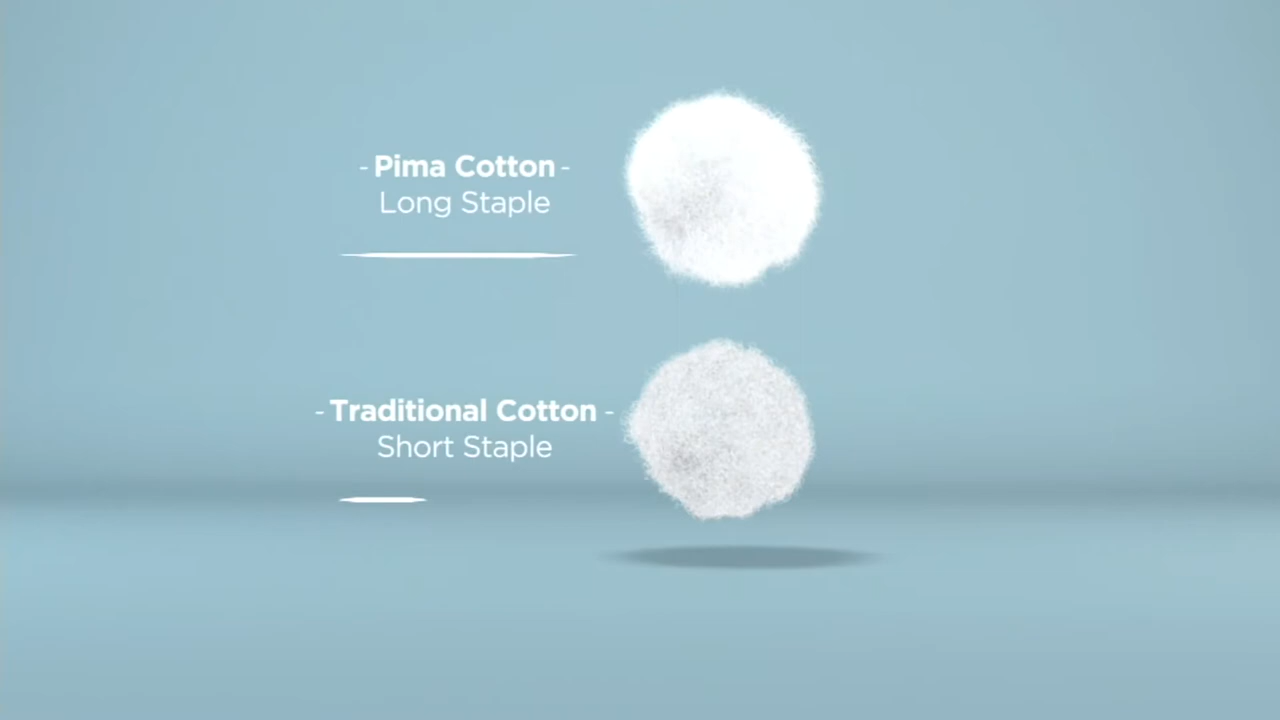 - Pima Cotton -
Long Staple
- Traditional Cotton -
Short Staple